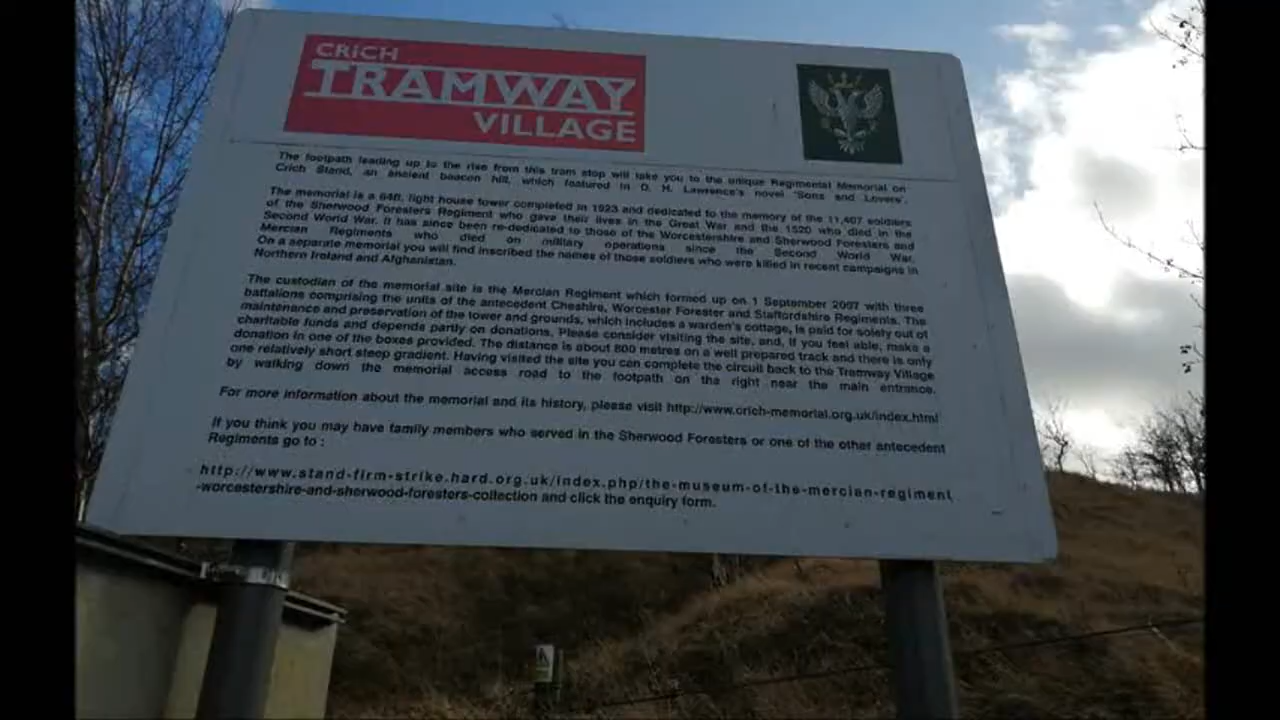 CRICH
TRAMWAY
VILLAGE
The footpath leading up to the rise from this tram stop will take you to the unique Regimental Memorial on
Crich Stand, an ancient beacon hill, which featured in D. H. Lawrence's novel 'Sons and Lovers'.
The memorial is a 64ft. light house tower completed in 1923 and dedicated to the memory of the 11,407 soldiers
of the Sherwood Foresters Regiment who gave their lives in the Great War and the 1520 who died in the
Second World War. It has since been re-dedicated to those of the Worcestershire and Sherwood Foresters and
Mercian Regiments who died on military operations since the Second World War.
On a separate memorial you will find inscribed the names of those soldiers who were killed in recent campaigns in
Northern Ireland and Afghanistan.
The custodian of the memorial site is the Mercian Regiment which formed up on 1 September 2007 with three
battalions comprising the units of the antecedent Cheshire, Worcester Forester and Staffordshire Regiments. The
maintenance and preservation of the tower and grounds, which includes a warden's cottage, is paid for solely out of
charitable funds and depends partly on donations. Please consider visiting the site, and, if you feel able, make a
donation in one of the boxes provided. The distance is about 800 metres on a well prepared track and there is only
one relatively short steep gradient. Having visited the site you can complete the circuit back to the Tramway Village
by walking down the memorial access road to the footpath on the right near the main entrance.
For more information about the memorial and its history, please visit http://www.crich-memorial.org.uk/index.html
If you think you may have family members who served in the Sherwood Foresters or one of the other antecedent
Regiments go to :
http://www.stand-firm-strike.hard.org.uk/index.php/the-museum-of-the-mercian-regiment
-worcestershire-and-sherwood-foresters-collection and click the enquiry form.